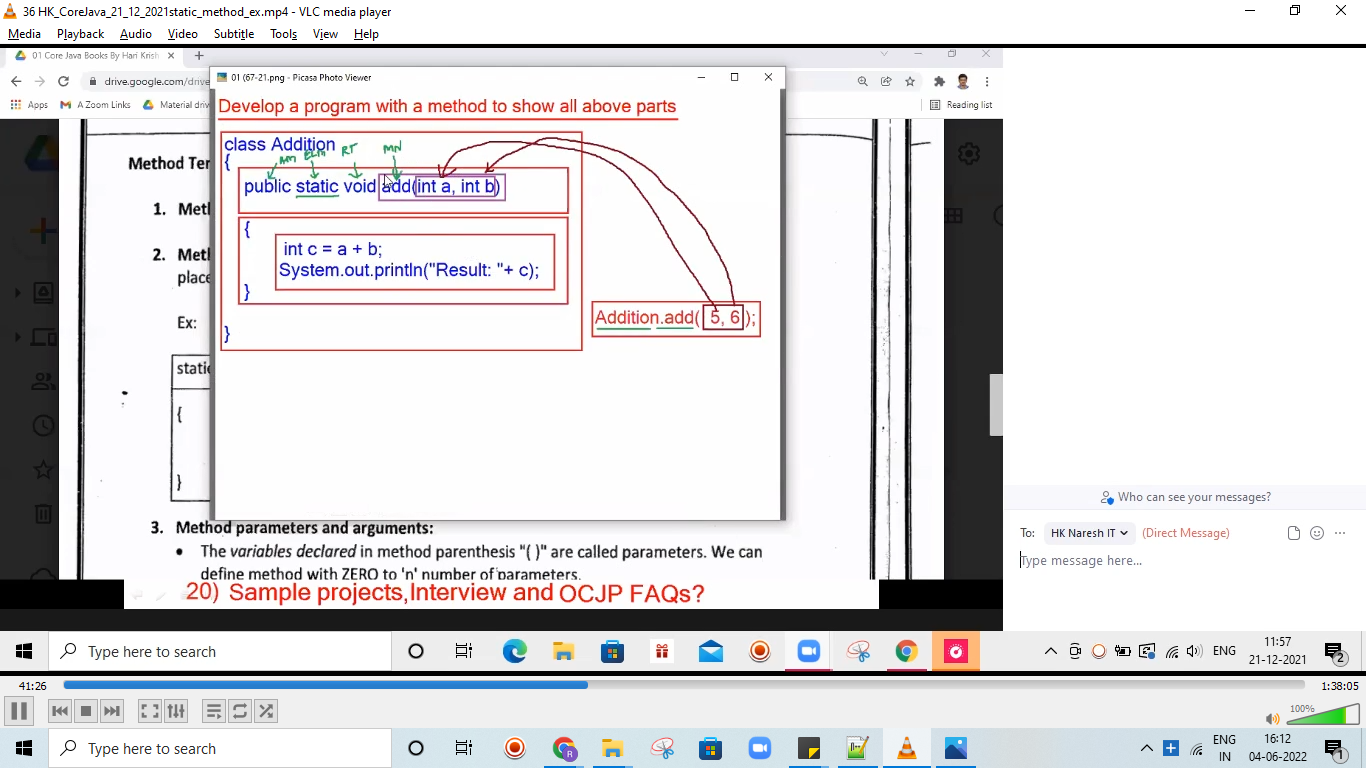 36 HK_CoreJava_21_12_2021static_method_ex.mp4 - VLC media player
Media Playback Audio Video Subtitle Tools View Help
01 Core Java Books By Hari Krish
drive.google.com/drive
Apps A Zoom Links Material driv
Reading list
01 (67-21.png - Picasa Photo Viewer
Develop a program with a method to show all above parts
class Addition
{
AM ELM RT MN
public static void add(int a, int b)
{
int c = a + b;
System.out.println("Result: "+ c);
}
}
Addition.add( 5, 6 );
Method Ter
1. Metl
2. Meth
place
Ex:
stati
{
}
3. Method parameters and arguments:
• The variables declared in method parenthesis "( )" are called parameters. We can
define method with ZERO to 'n' number of parameters.
20) Sample projects,Interview and OCJP FAQs?
Who can see your messages?
To: HK Naresh IT (Direct Message)
Type message here...
Type here to search
ENG
11:57
21-12-2021
2
41:26
1:38:05
100%
Type here to search
R
ENG
IN
16:12
04-06-2022
1